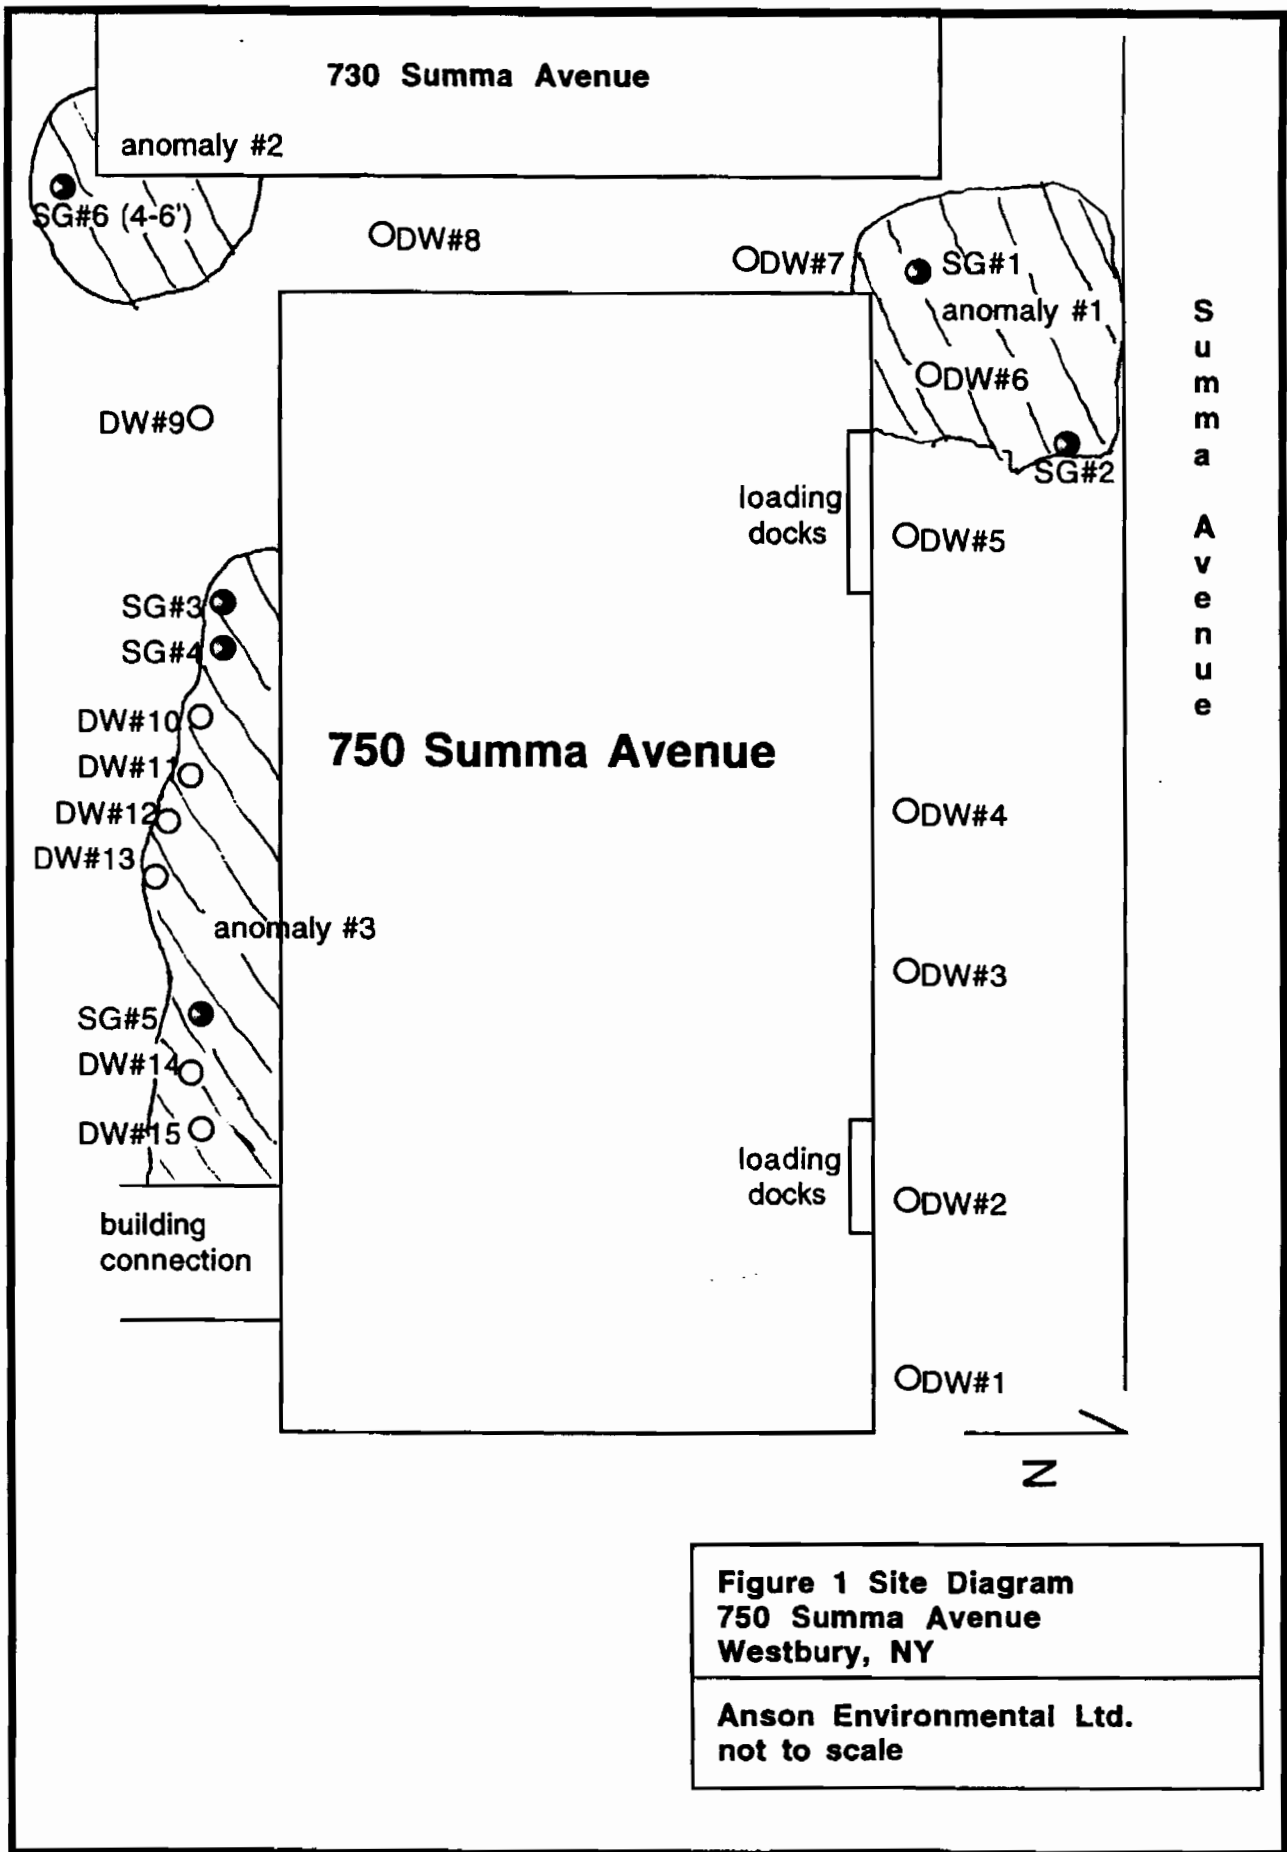 730 Summa Avenue
anomaly #2
SG#6 (4-6')
DW#8
DW#7
SG#1
anomaly #1
DW#6
SG#2
DW#9
loading
docks
DW#5
SG#3
SG#4
DW#10
DW#11
DW#12
DW#13
750 Summa Avenue
Summa Avenue
DW#4
anomaly #3
DW#3
SG#5
DW#14
DW#15
loading
docks
DW#2
building
connection
DW#1
N
Figure 1 Site Diagram
750 Summa Avenue
Westbury, NY
Anson Environmental Ltd.
not to scale